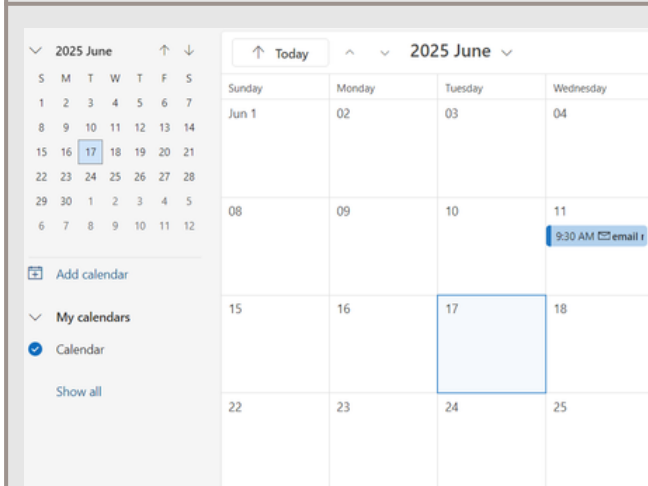 2025 June
S M T W T F S
1 2 3 4 5 6 7
8 9 10 11 12 13 14
15 16 17 18 19 20 21
22 23 24 25 26 27 28
29 30 1 2 3 4 5
6 7 8 9 10 11 12
Add calendar
My calendars
Calendar
Show all
Today 2025 June
Sunday Monday Tuesday Wednesday
Jun 1 02 03 04
08 09 10 11
9:30 AM email
15 16 17 18
22 23 24 25